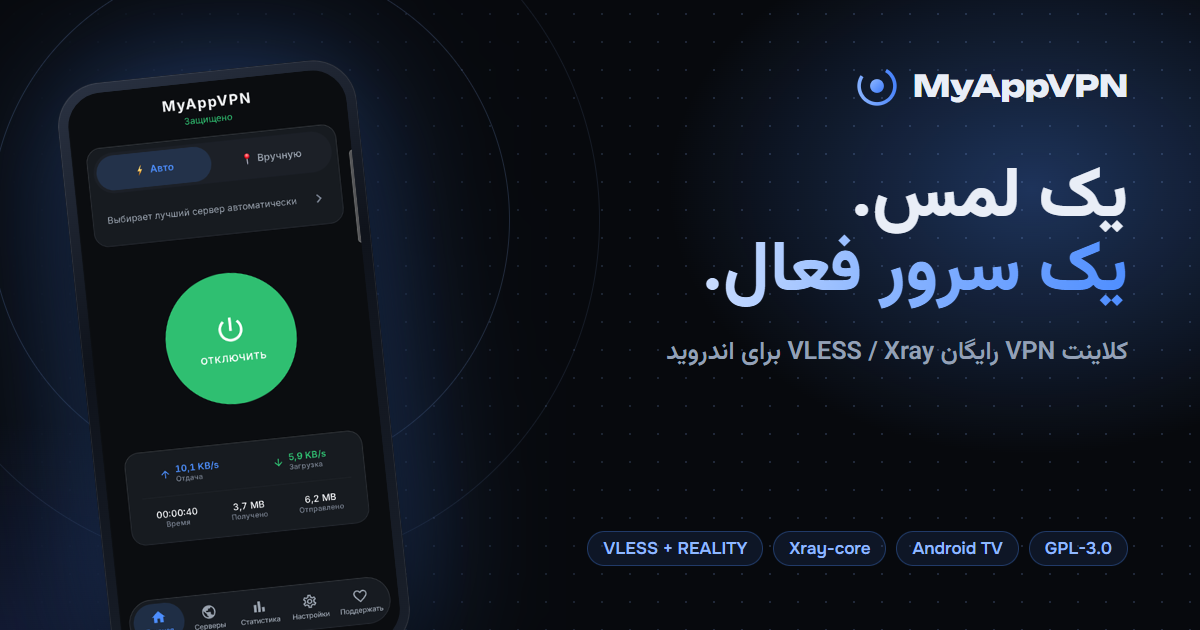 MyAppVPN
یک لمس.
یک سرور فعال.
کلاینت VPN رایگان VLESS / Xray برای اندروید
VLESS + REALITY
Xray-core
Android TV
GPL-3.0
MyAppVPN
Защищено
Авто
Вручную
Выбирает лучший сервер автоматически
ОТКЛЮЧИТЬ
10,1 KB/s
Отдача
5,9 KB/s
Загрузка
00:00:40
Время
3,7 MB
Получено
6,2 MB
Отправлено
Серверы
Статистика
Настройки
Поддержать